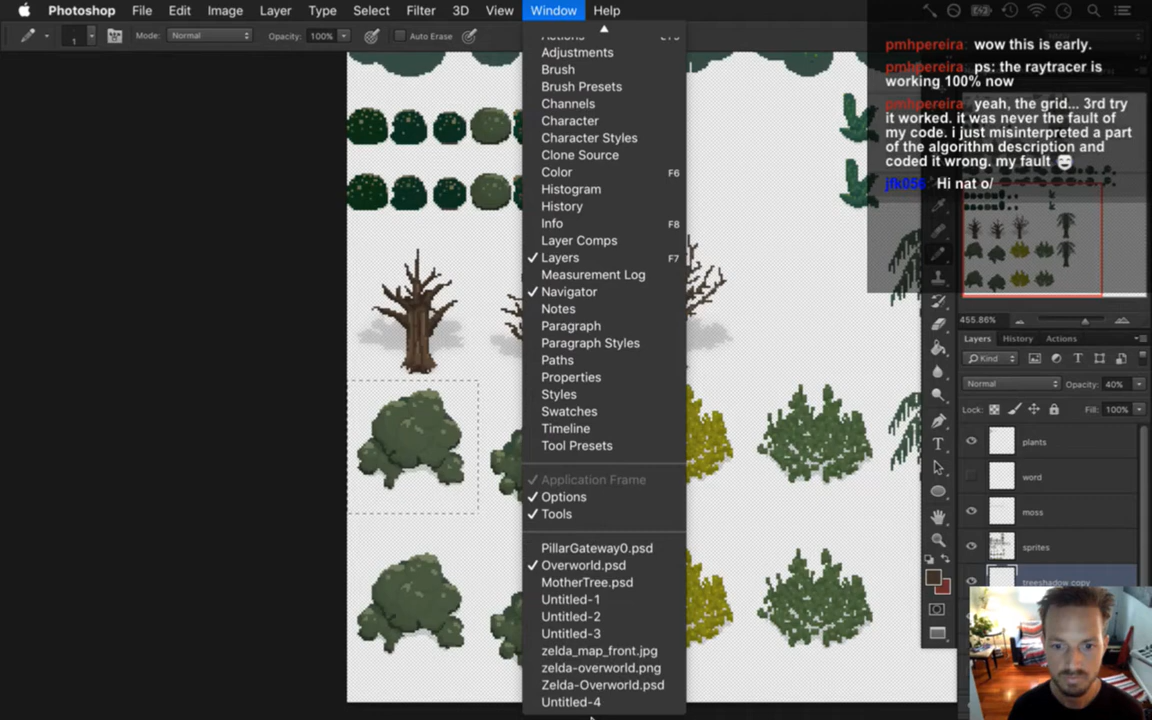 Photoshop File Edit Image Layer Type Select Filter 3D View Window Help
1 Mode: Normal Opacity: 100% Auto Erase
Adjustments
Brush
Brush Presets
Channels
Character
Character Styles
Clone Source
Color F6
Histogram
History
Info F8
Layer Comps
Layers F7
Measurement Log
Navigator
Notes
Paragraph
Paragraph Styles
Paths
Properties
Styles
Swatches
Timeline
Tool Presets
Application Frame
Options
Tools
PillarGateway0.psd
Overworld.psd
MotherTree.psd
Untitled-1
Untitled-2
Untitled-3
zelda_map_front.jpg
zelda-overworld.png
Zelda-Overworld.psd
Untitled-4
pmhpereira: wow this is early.
pmhpereira: ps: the raytracer is
working 100% now
pmhpereira: yeah, the grid... 3rd try
it worked. it was never the fault of
my code. i just misinterpreted a part
of the algorithm description and
coded it wrong. my fault
jfk056: Hi nat o/
455.86%
Layers History Actions
Kind
Normal Opacity: 40%
Lock: Fill: 100%
plants
word
moss
sprites
treeshadow copy